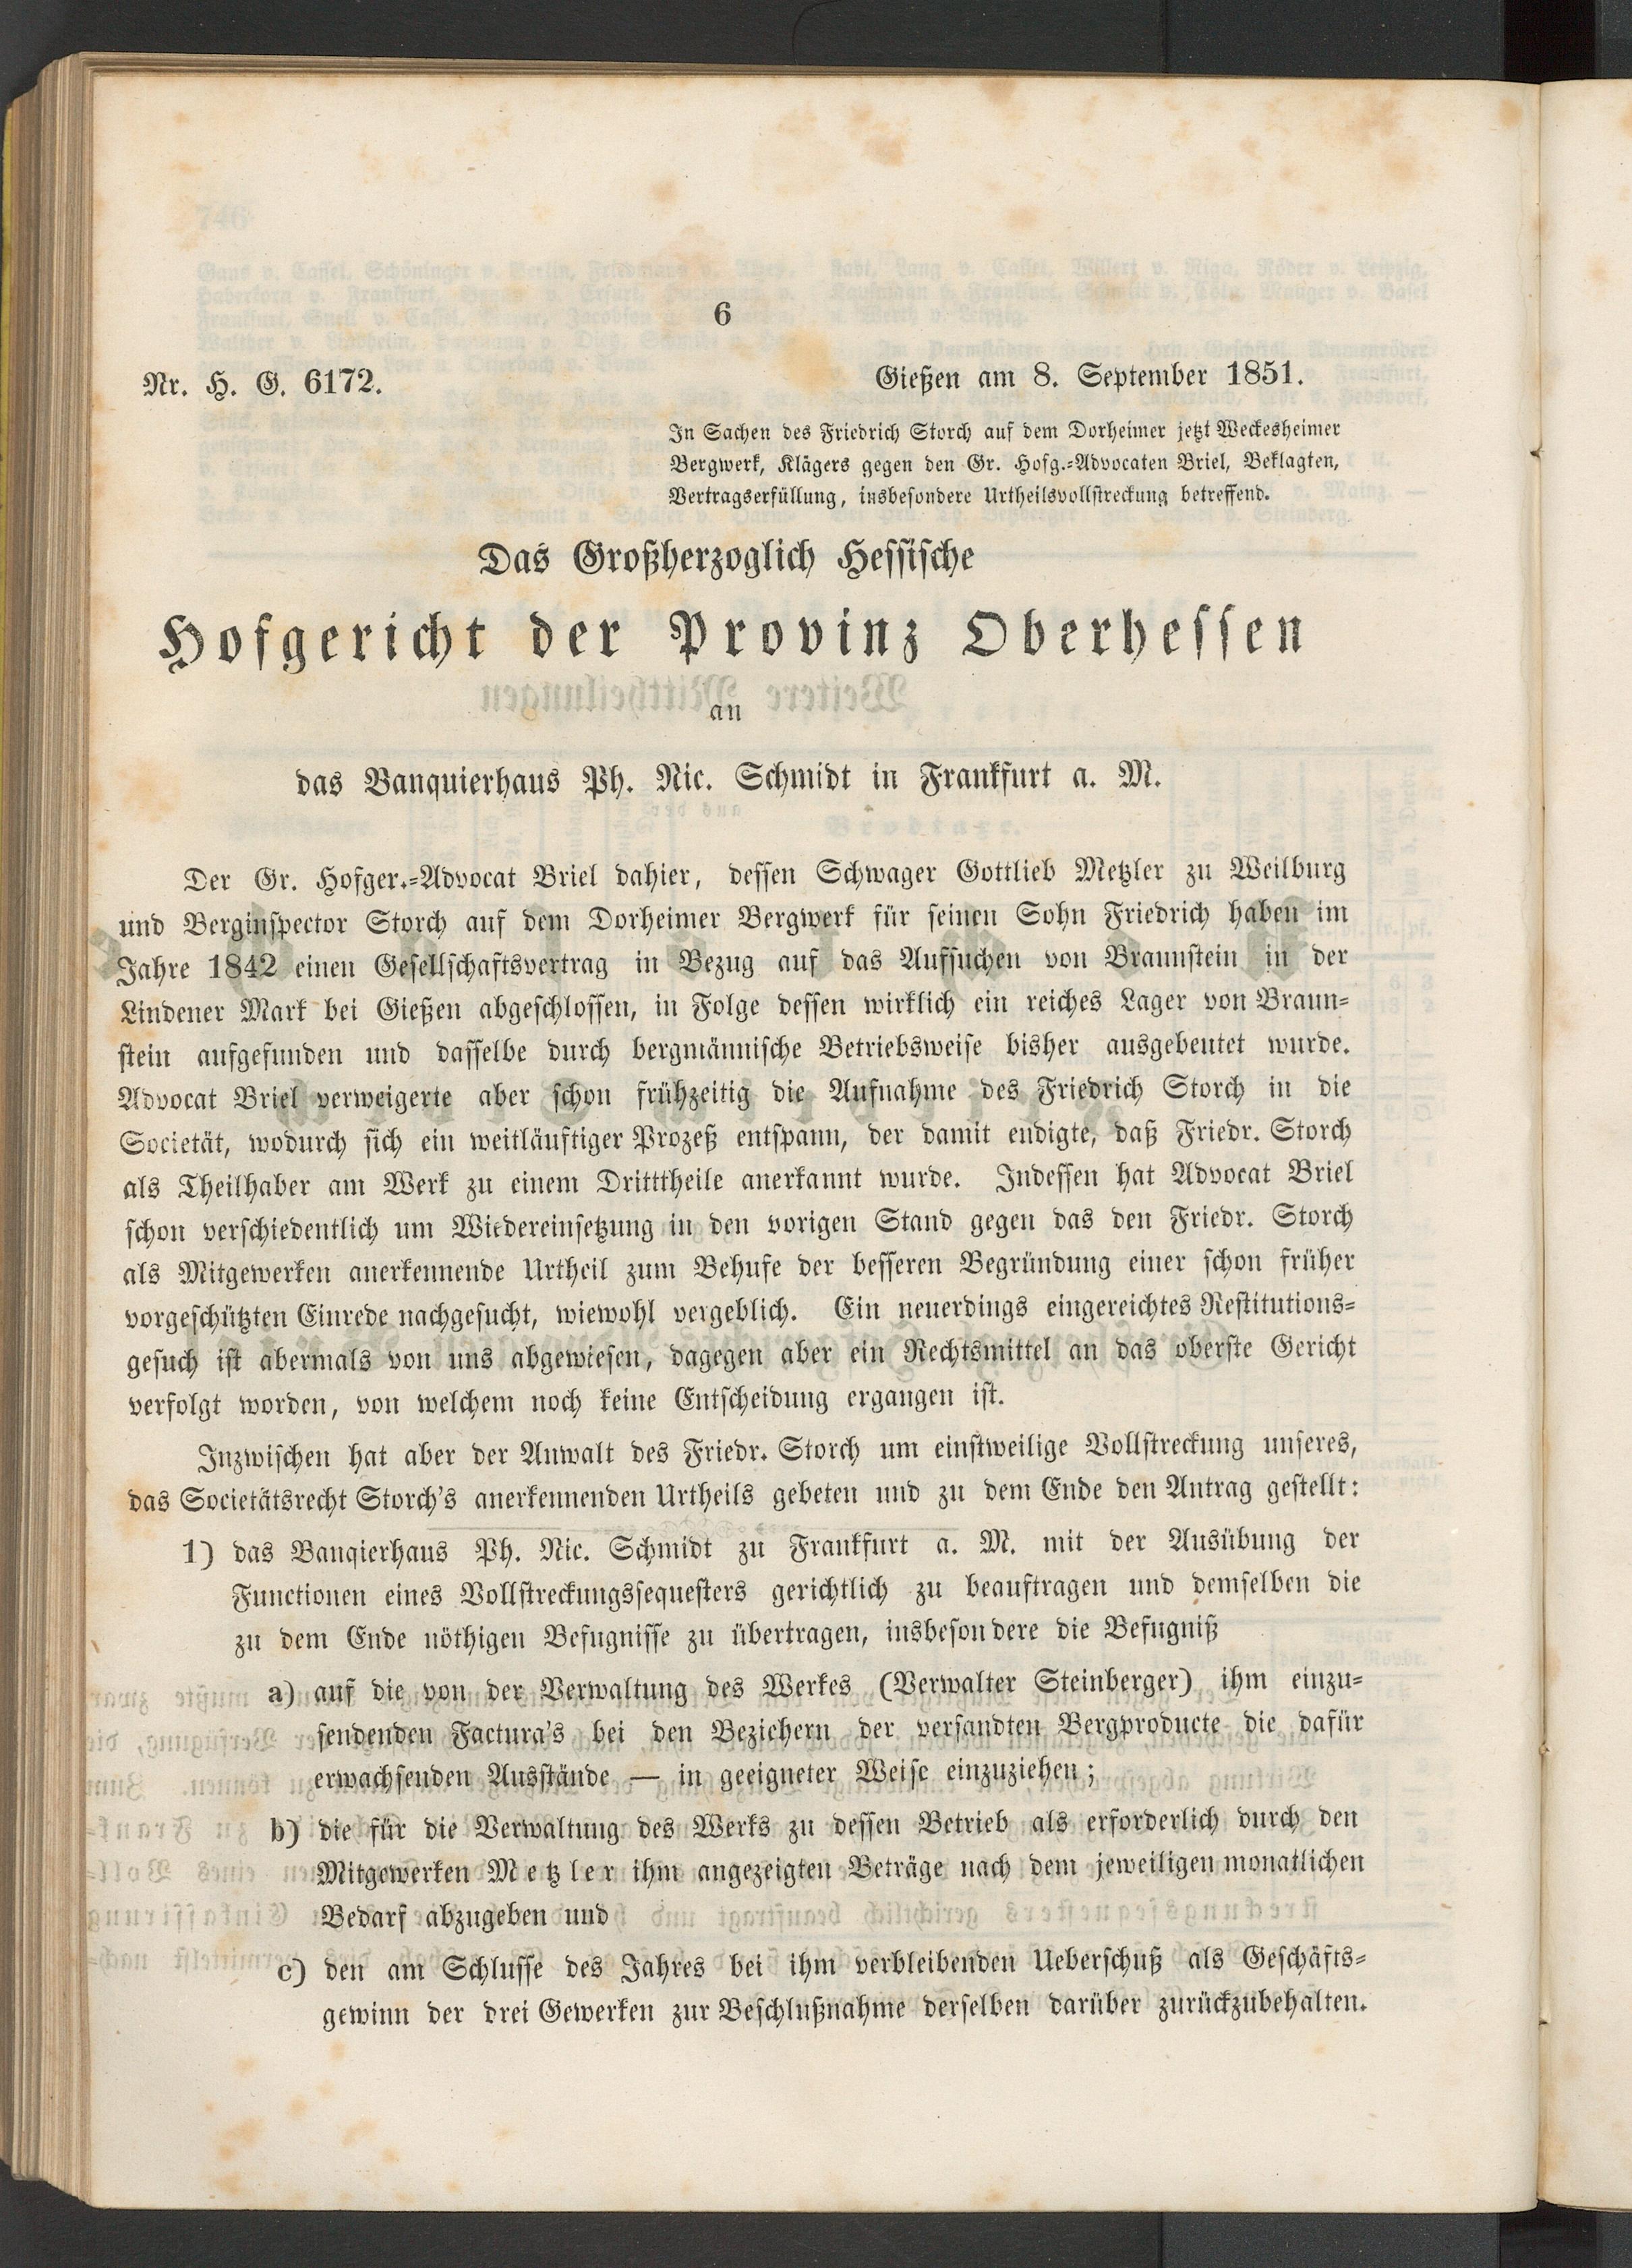 6
Nr. H. G. 6172.
Gießen am 8. September 1851.
In Sachen des Friedrich Storch auf dem Dorheimer jetzt Weckesheimer
Bergwerk, Klägers gegen den Gr. Hofg.=Advocaten Briel, Beklagten,
Vertragserfüllung, insbesondere Urtheilsvollstreckung betreffend.
Das Großherzoglich Hessische
Hofgericht der Provinz Oberhessen
an
das Banquierhaus Ph. Nic. Schmidt in Frankfurt a. M.
Der Gr. Hofger.=Advocat Briel dahier, dessen Schwager Gottlieb Metzler zu Weilburg
und Berginspector Storch auf dem Dorheimer Bergwerk für seinen Sohn Friedrich haben im
Jahre 1842 einen Gesellschaftsvertrag in Bezug auf das Aufsuchen von Braunstein in der
Lindener Mark bei Gießen abgeschlossen, in Folge dessen wirklich ein reiches Lager von Braun=
stein aufgefunden und dasselbe durch bergmännische Betriebsweise bisher ausgebeutet wurde.
Advocat Briel verweigerte aber schon frühzeitig die Aufnahme des Friedrich Storch in die
Societät, wodurch sich ein weitläuftiger Prozeß entspann, der damit endigte, daß Friedr. Storch
als Theilhaber am Werk zu einem Dritttheile anerkannt wurde. Indessen hat Advocat Briel
schon verschiedentlich um Wiedereinsetzung in den vorigen Stand gegen das den Friedr. Storch
als Mitgewerken anerkennende Urtheil zum Behufe der besseren Begründung einer schon früher
vorgeschützten Einrede nachgesucht, wiewohl vergeblich. Ein neuerdings eingereichtes Restitutions=
gesuch ist abermals von uns abgewiesen, dagegen aber ein Rechtsmittel an das oberste Gericht
verfolgt worden, von welchem noch keine Entscheidung ergangen ist.
Inzwischen hat aber der Anwalt des Friedr. Storch um einstweilige Vollstreckung unseres,
das Societätsrecht Storch's anerkennenden Urtheils gebeten und zu dem Ende den Antrag gestellt:
1) das Banqierhaus Ph. Nic. Schmidt zu Frankfurt a. M. mit der Ausübung der
Functionen eines Vollstreckungssequesters gerichtlich zu beauftragen und demselben die
zu dem Ende nöthigen Befugnisse zu übertragen, insbesondere die Befugniß
a) auf die von der Verwaltung des Werkes (Verwalter Steinberger) ihm einzu=
sendenden Factura's bei den Beziehern der versandten Bergproducte die dafür
erwachsenden Ausstände — in geeigneter Weise einzuziehen;
b) die für die Verwaltung des Werks zu dessen Betrieb als erforderlich durch den
Mitgewerken Metzler ihm angezeigten Beträge nach dem jeweiligen monatlichen
Bedarf abzugeben und
c) den am Schlusse des Jahres bei ihm verbleibenden Ueberschuß als Geschäfts=
gewinn der drei Gewerken zur Beschlußnahme derselben darüber zurückzubehalten.